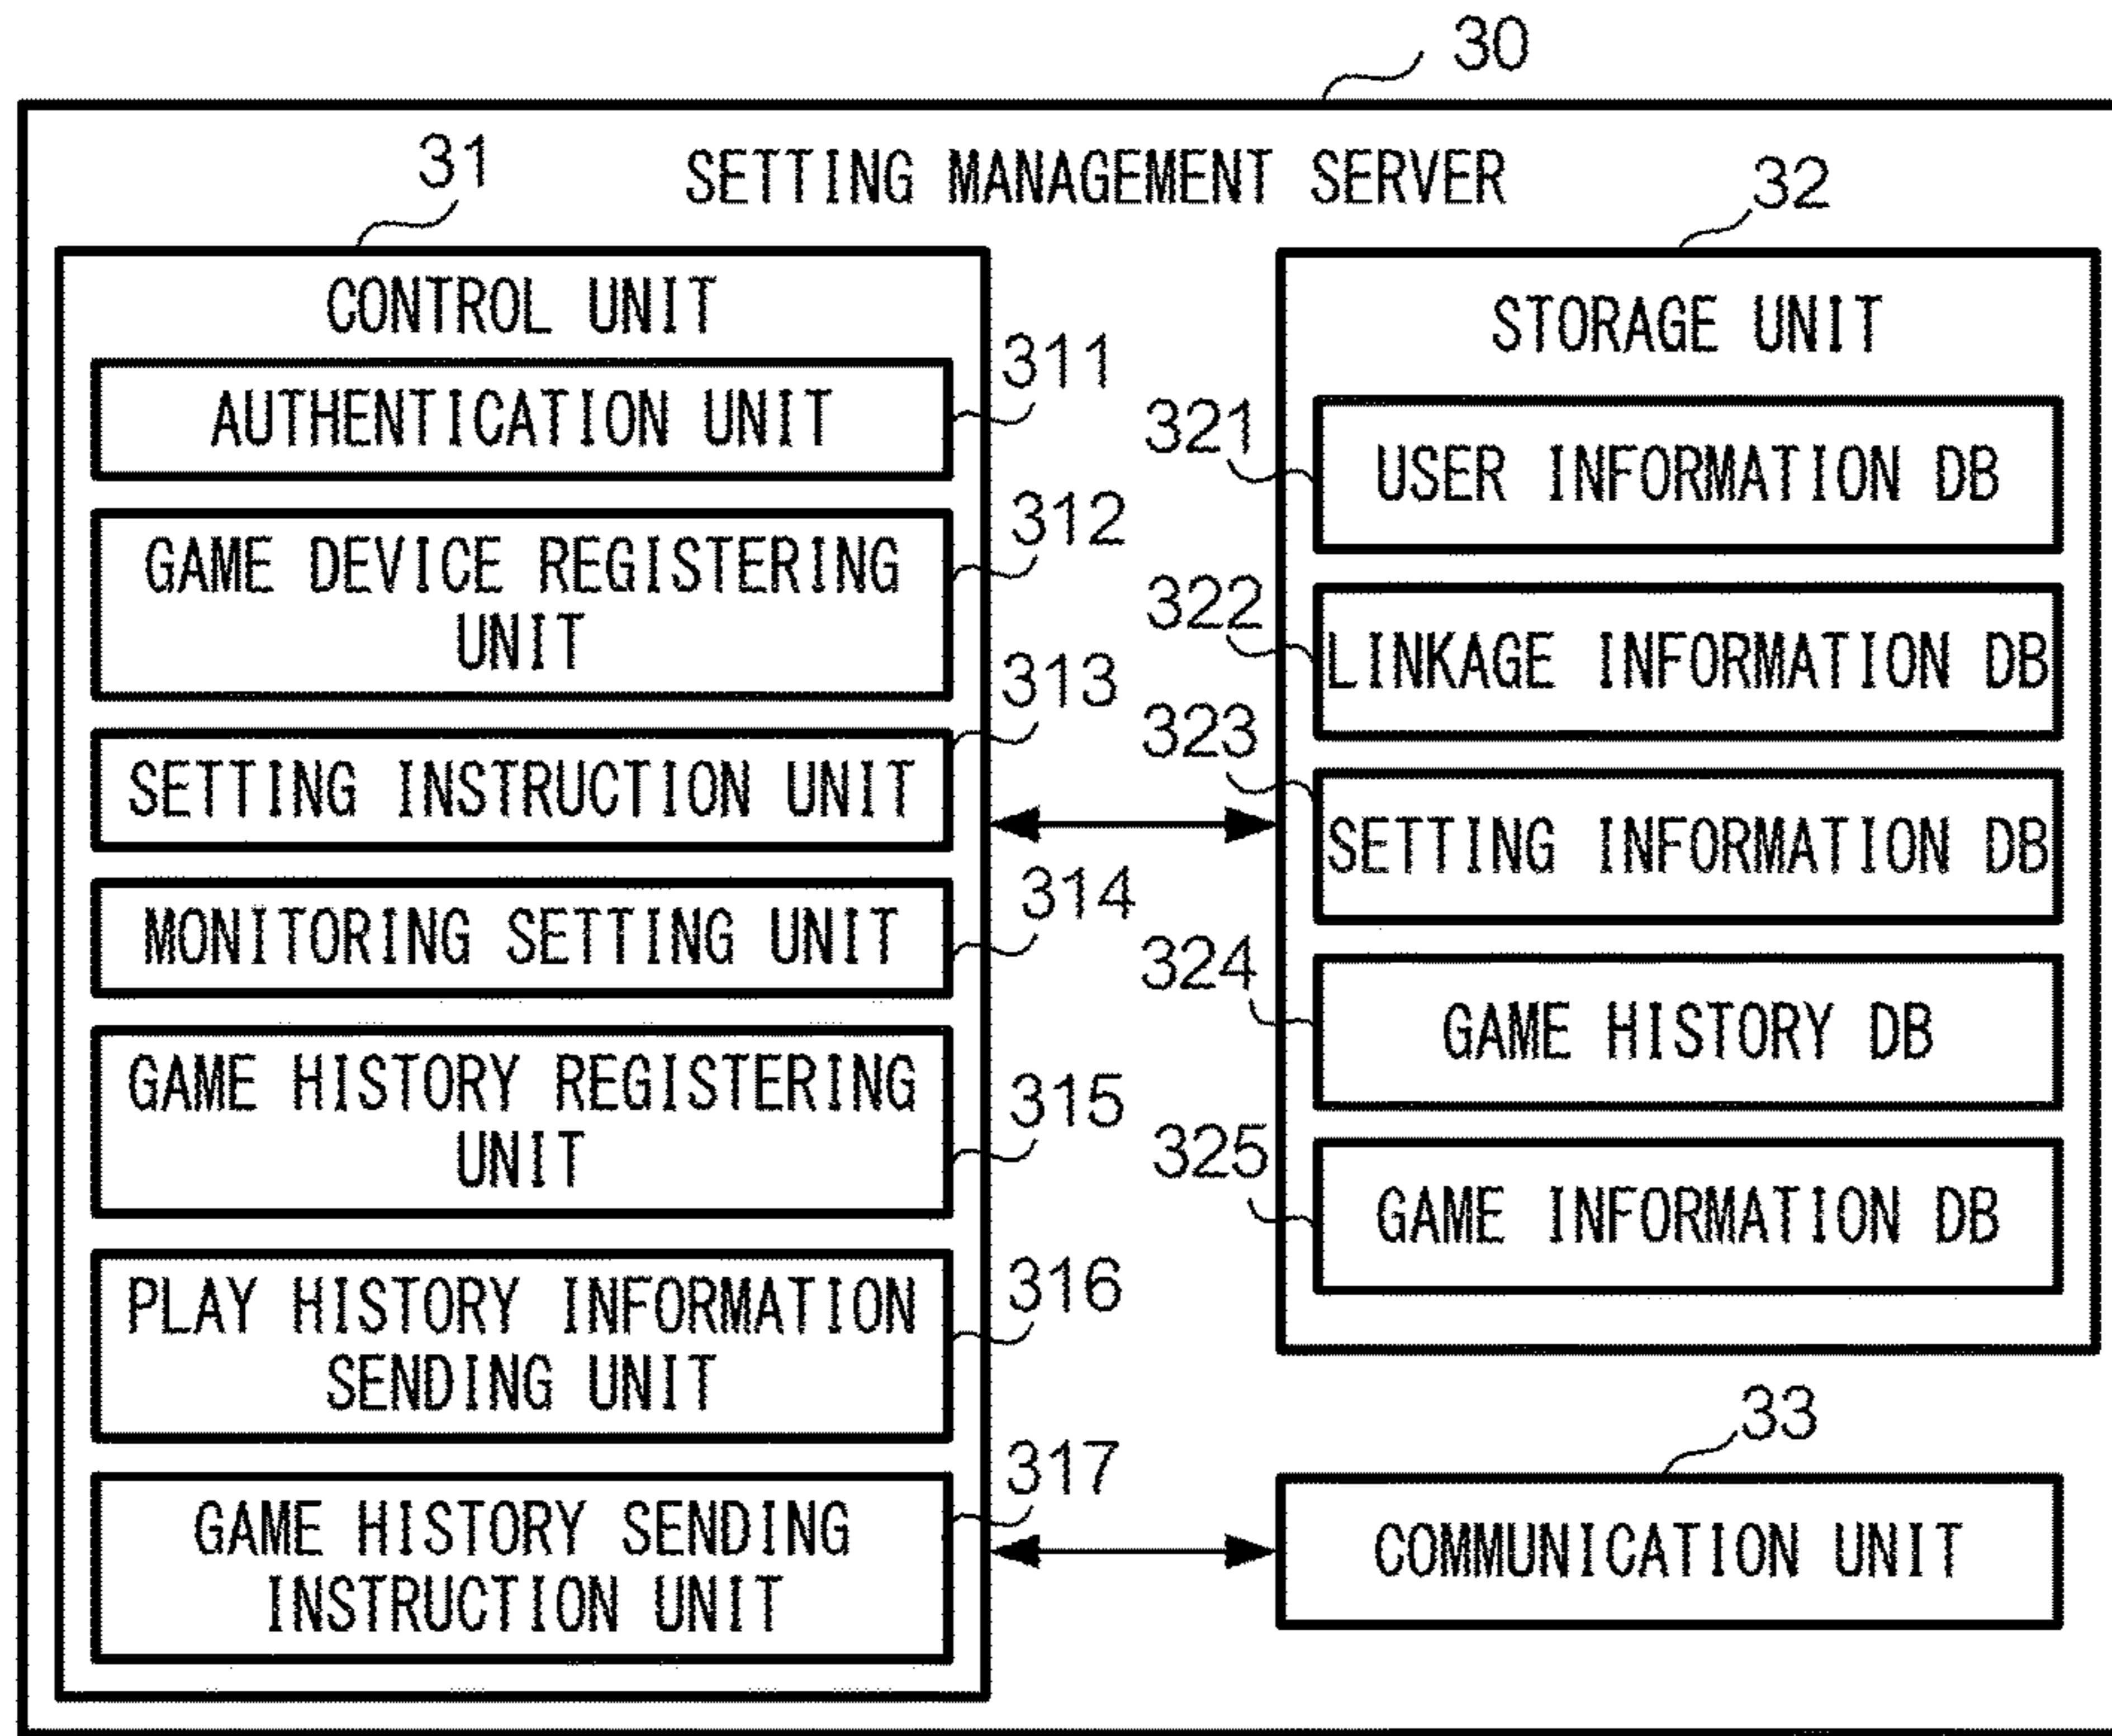 30
SETTING MANAGEMENT SERVER
31
CONTROL UNIT
311
AUTHENTICATION UNIT
312
GAME DEVICE REGISTERING
UNIT
313
SETTING INSTRUCTION UNIT
314
MONITORING SETTING UNIT
315
GAME HISTORY REGISTERING
UNIT
316
PLAY HISTORY INFORMATION
SENDING UNIT
317
GAME HISTORY SENDING
INSTRUCTION UNIT
32
STORAGE UNIT
321
USER INFORMATION DB
322
LINKAGE INFORMATION DB
323
SETTING INFORMATION DB
324
GAME HISTORY DB
325
GAME INFORMATION DB
33
COMMUNICATION UNIT